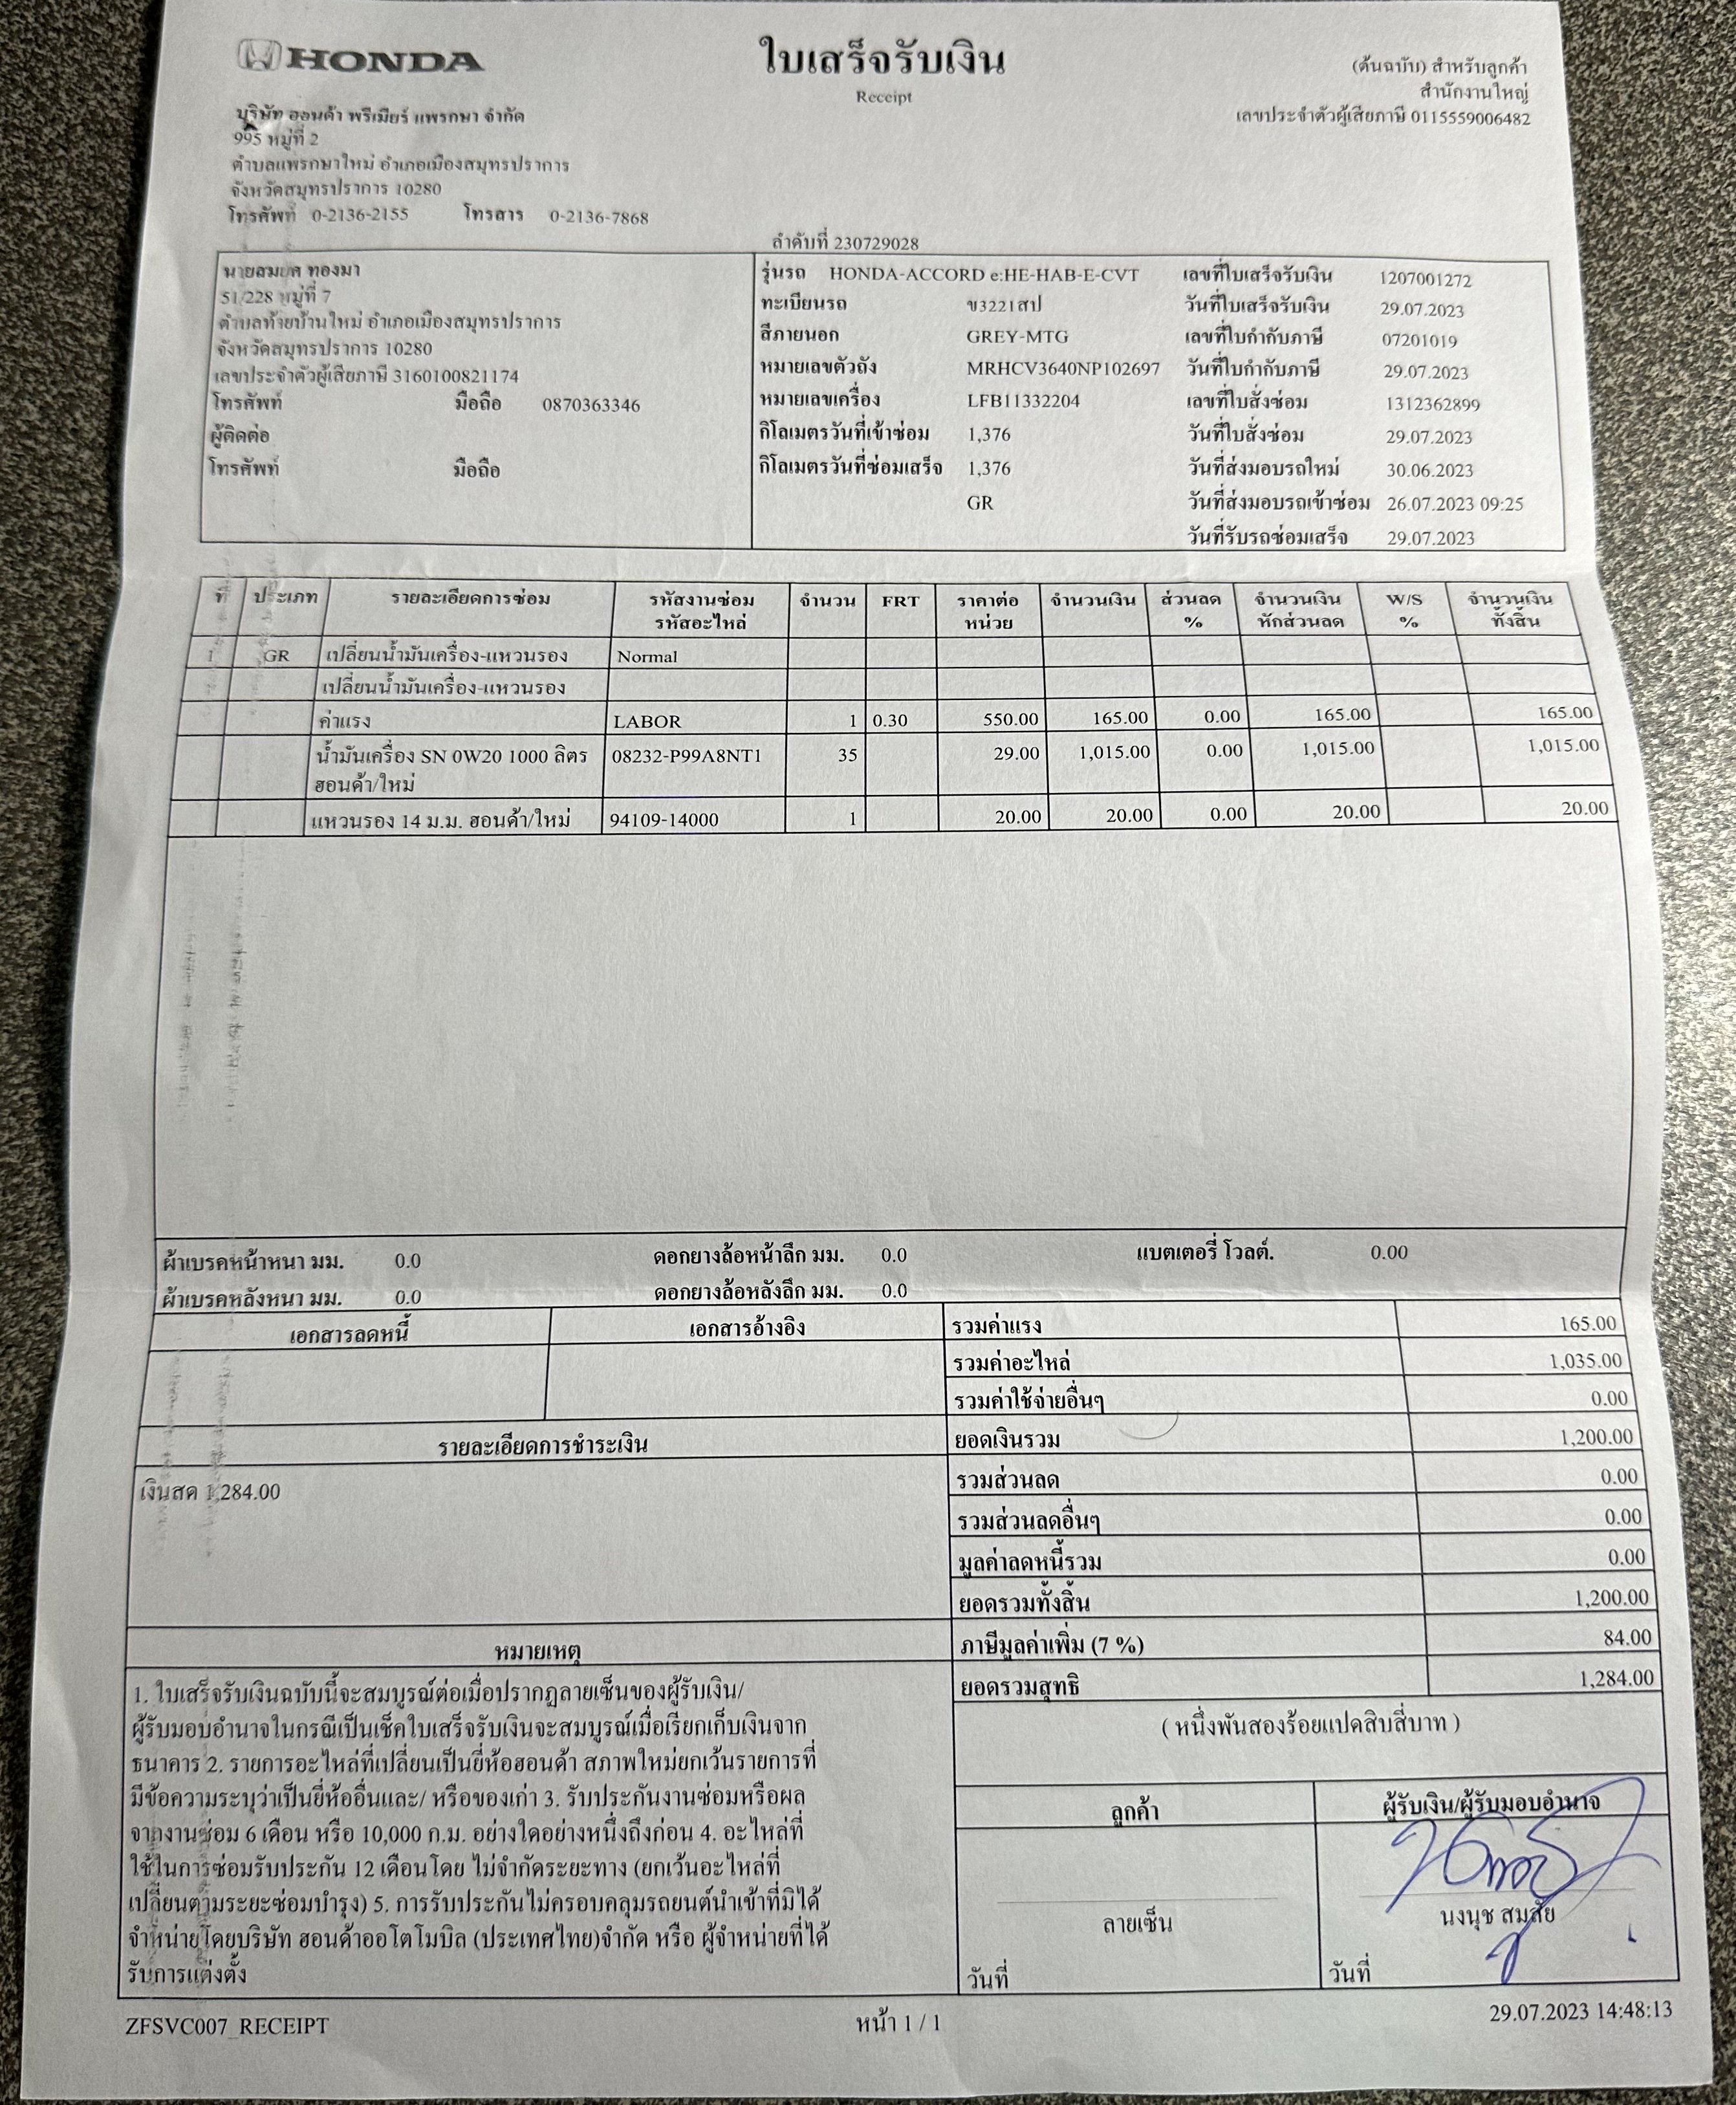 HONDA
ใบเสร็จรับเงิน
Receipt
(ต้นฉบับ) สำหรับลูกค้า
สำนักงานใหญ่
เลขประจำตัวผู้เสียภาษี 0115559006482
บริษัท ฮอนด้า พรีเมียร์ แพรกษา จำกัด
995 หมู่ที่ 2
ตำบลแพรกษาใหม่ อำเภอเมืองสมุทรปราการ
จังหวัดสมุทรปราการ 10280
โทรศัพท์ 0-2136-2155 โทรสาร 0-2136-7868
ลำดับที่ 230729028
นาย ทองมา
51/228 หมู่ที่ 7
ตำบลท้ายบ้านใหม่ อำเภอเมืองสมุทรปราการ
จังหวัดสมุทรปราการ 10280
เลขประจำตัวผู้เสียภาษี 3160100821174
โทรศัพท์ มือถือ 0870363346
ผู้ติดต่อ
โทรศัพท์ มือถือ
รุ่นรถ HONDA-ACCORD e:HE-HAB-E-CVT เลขที่ใบเสร็จรับเงิน 1207001272
ทะเบียนรถ ข3221สป วันที่ใบเสร็จรับเงิน 29.07.2023
สีภายนอก GREY-MTG เลขที่ใบกำกับภาษี 07201019
หมายเลขตัวถัง MRHCV3640NP102697 วันที่ใบกำกับภาษี 29.07.2023
หมายเลขเครื่อง LFB11332204 เลขที่ใบสั่งซ่อม 1312362899
กิโลเมตรวันที่เข้าซ่อม 1,376 วันที่ใบสั่งซ่อม 29.07.2023
กิโลเมตรวันที่ซ่อมเสร็จ 1,376 วันที่ส่งมอบรถใหม่ 30.06.2023
GR วันที่ส่งมอบรถเข้าซ่อม 26.07.2023 09:25
วันที่รับรถซ่อมเสร็จ 29.07.2023
ที่ ประเภท รายละเอียดการซ่อม รหัสงานซ่อม จำนวน FRT ราคาต่อ จำนวนเงิน ส่วนลด จำนวนเงิน W/S จำนวนเงิน
รหัสอะไหล่ หน่วย % หักส่วนลด % ทั้งสิ้น
1 GR เปลี่ยนน้ำมันเครื่อง-แหวนรอง Normal
เปลี่ยนน้ำมันเครื่อง-แหวนรอง
ค่าแรง LABOR 1 0.30 550.00 165.00 0.00 165.00 165.00
น้ำมันเครื่อง SN 0W20 1000 ลิตร 08232-P99A8NT1 35 29.00 1,015.00 0.00 1,015.00 1,015.00
ฮอนด้า/ใหม่
แหวนรอง 14 ม.ม. ฮอนด้า/ใหม่ 94109-14000 1 20.00 20.00 0.00 20.00 20.00
ผ้าเบรคหน้าหนา มม. 0.0 ดอกยางล้อหน้าลึก มม. 0.0 แบตเตอรี่ โวลต์. 0.00
ผ้าเบรคหลังหนา มม. 0.0 ดอกยางล้อหลังลึก มม. 0.0
เอกสารลดหนี้ เอกสารอ้างอิง
รวมค่าแรง 165.00
รวมค่าอะไหล่ 1,035.00
รวมค่าใช้จ่ายอื่นๆ 0.00
รายละเอียดการชำระเงิน
ยอดเงินรวม 1,200.00
เงินสด 1,284.00
รวมส่วนลด 0.00
รวมส่วนลดอื่นๆ 0.00
มูลค่าลดหนี้รวม 0.00
ยอดรวมทั้งสิ้น 1,200.00
ภาษีมูลค่าเพิ่ม (7 %) 84.00
ยอดรวมสุทธิ 1,284.00
( หนึ่งพันสองร้อยแปดสิบสี่บาท )
หมายเหตุ
1. ใบเสร็จรับเงินฉบับนี้จะสมบูรณ์ต่อเมื่อปรากฏลายเซ็นของผู้รับเงิน/
ผู้รับมอบอำนาจในกรณีเป็นเช็คใบเสร็จรับเงินจะสมบูรณ์เมื่อเรียกเก็บเงินจาก
ธนาคาร 2. รายการอะไหล่ที่เปลี่ยนเป็นยี่ห้อฮอนด้า สภาพใหม่ยกเว้นรายการที่
มีข้อความระบุว่าเป็นยี่ห้ออื่นและ/ หรือของเก่า 3. รับประกันงานซ่อมหรือผล
จากงานซ่อม 6 เดือน หรือ 10,000 ก.ม. อย่างใดอย่างหนึ่งถึงก่อน 4. อะไหล่ที่
ใช้ในการซ่อมรับประกัน 12 เดือนโดย ไม่จำกัดระยะทาง (ยกเว้นอะไหล่ที่
เปลี่ยนตามระยะซ่อมบำรุง) 5. การรับประกันไม่ครอบคลุมรถยนต์นำเข้าที่มิได้
จำหน่ายโดยบริษัท ฮอนด้าออโตโมบิล (ประเทศไทย)จำกัด หรือ ผู้จำหน่ายที่ได้
รับการแต่งตั้ง
ลูกค้า ผู้รับเงิน/ผู้รับมอบอำนาจ
ลายเซ็น นงนุช สมสัย
วันที่ วันที่
ZFSVC007_RECEIPT หน้า 1 / 1 29.07.2023 14:48:13